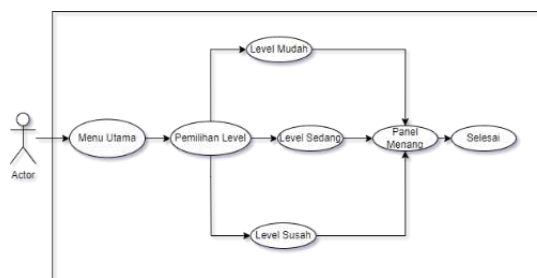 Level Mudah
Actor
Menu Utama
Pemilihan Level
Level Sedang
Panel
Menang
Selesai
Level Susah